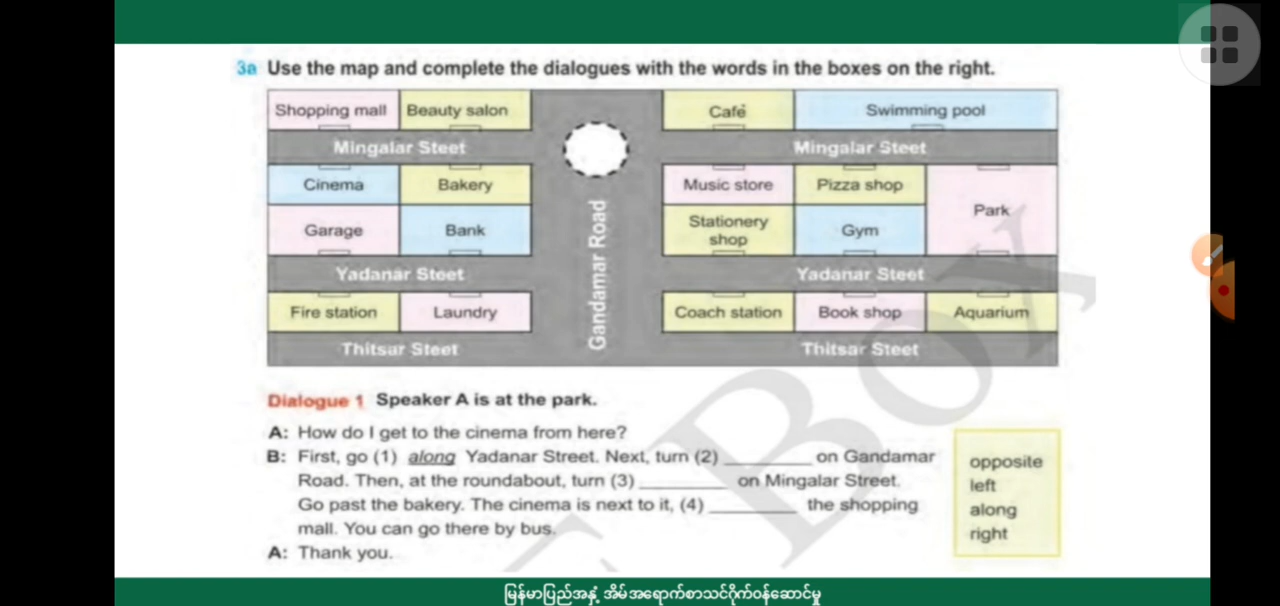 3a Use the map and complete the dialogues with the words in the boxes on the right.
Shopping mall Beauty salon Café Swimming pool
Mingalar Steet Mingalar Steet
Cinema Bakery Music store Pizza shop Park
Garage Bank Stationery shop Gym
Gandamar Road
Yadanar Steet Yadanar Steet
Fire station Laundry Coach station Book shop Aquarium
Thitsar Steet Thitsar Steet
Dialogue 1 Speaker A is at the park.
A: How do I get to the cinema from here?
B: First, go (1) along Yadanar Street. Next, turn (2) ________ on Gandamar
Road. Then, at the roundabout, turn (3) ________ on Mingalar Street.
Go past the bakery. The cinema is next to it, (4) ________ the shopping
mall. You can go there by bus.
A: Thank you.
opposite
left
along
right
မြန်မာပြည်အနှံ့ အိမ်အရောက်စာသင်ဂိုက်ဝန်ဆောင်မှု